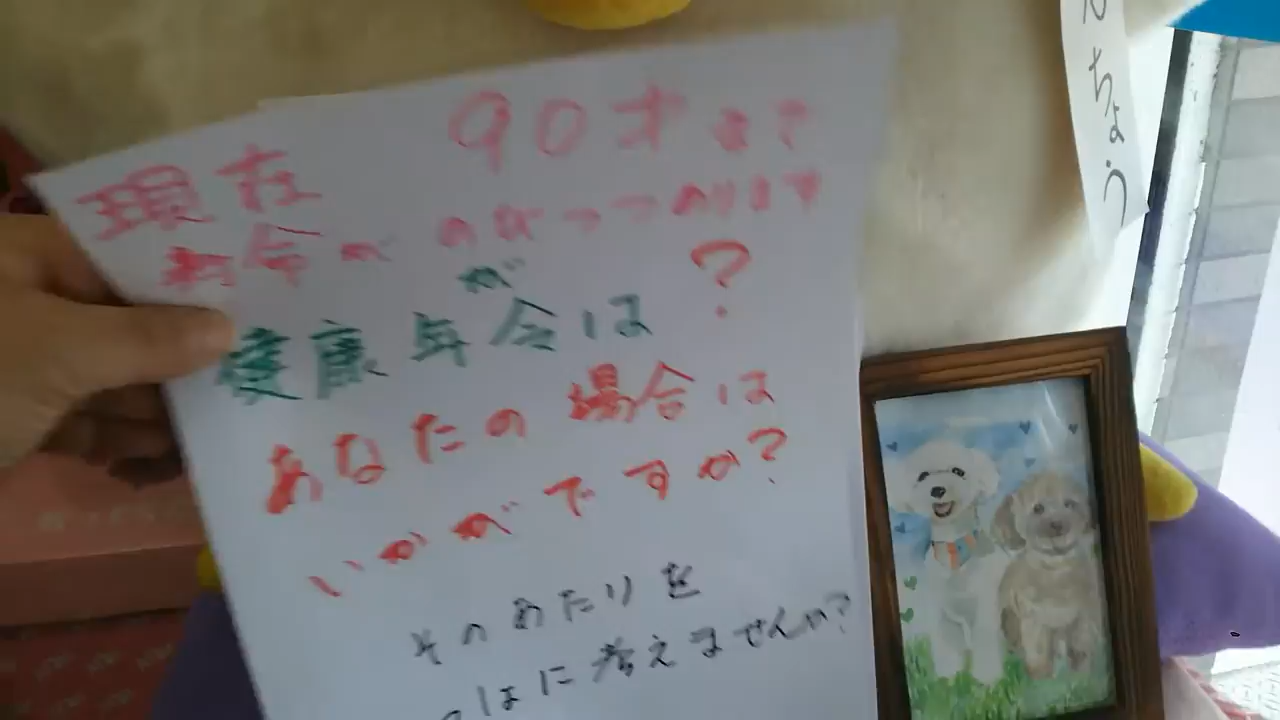 現在 90才まで
寿命が のびつつあります
が ?
健康年令は
あなたの場合は
いかがですか?
そのあたりを
はに考えませんか?
ちょう